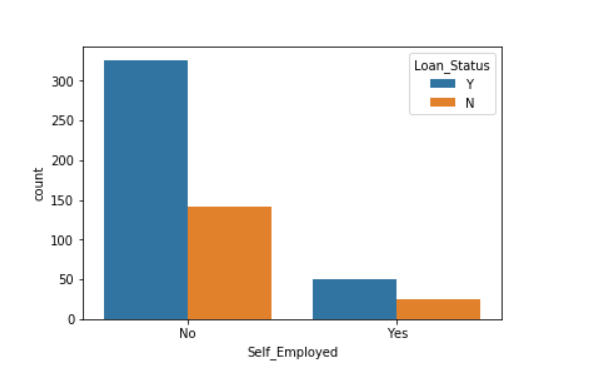 Loan_Status
Y
N
300
250
200
150
100
50
0
count
No
Yes
Self_Employed